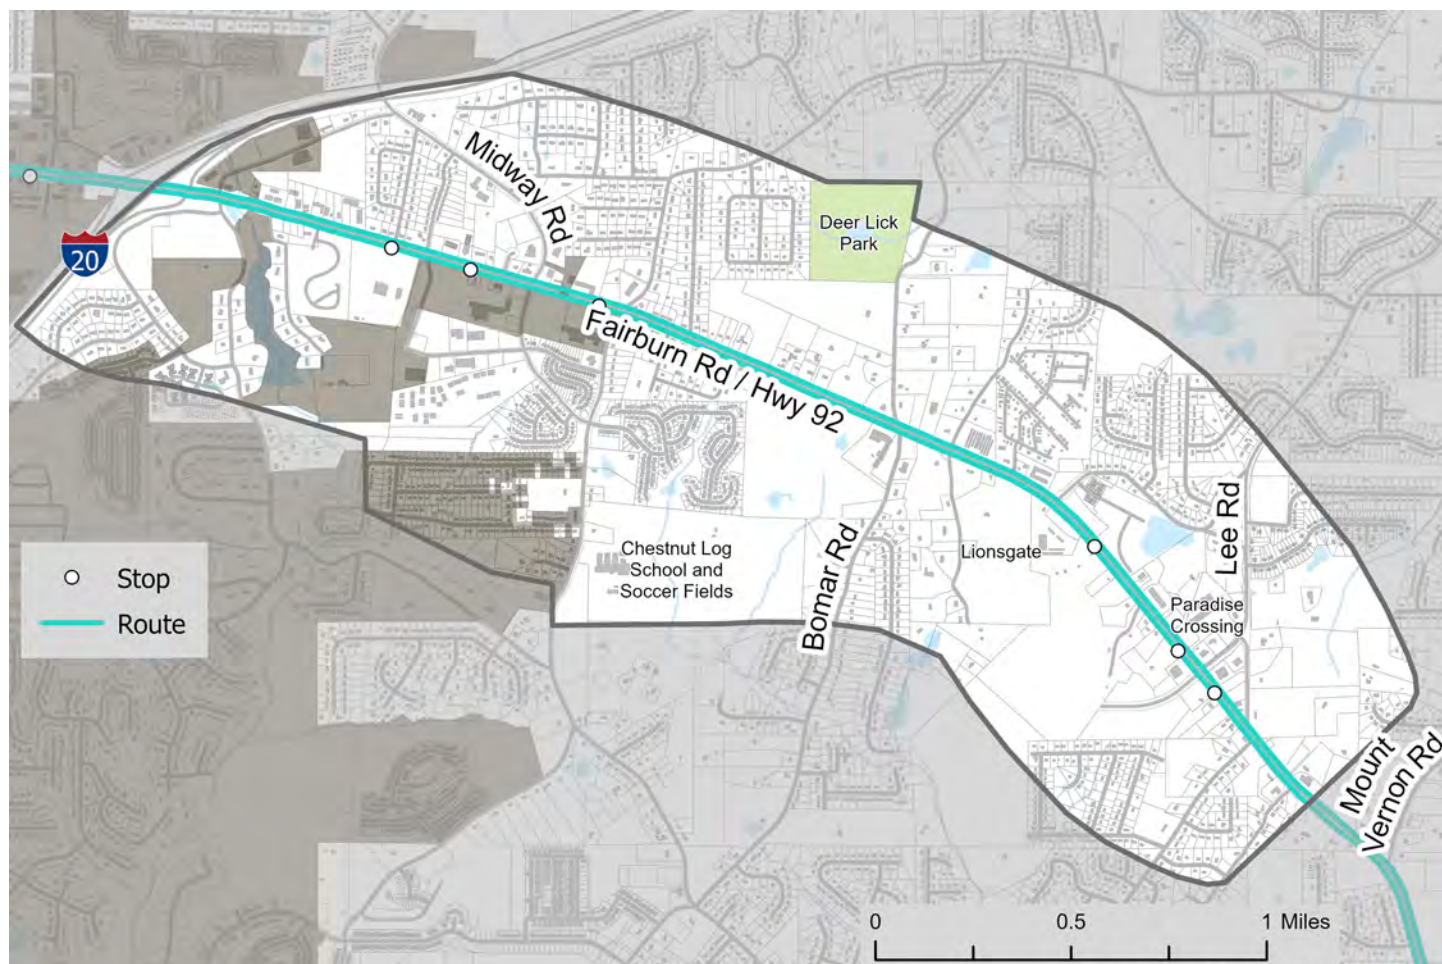 Midway Rd
Deer Lick
Park
20
Fairburn Rd / Hwy 92
Lee Rd
Chestnut Log
School and
Soccer Fields
Lionsgate
Bomar Rd
Paradise
Crossing
Stop
Route
Mount
Vernon Rd
0 0.5 1 Miles